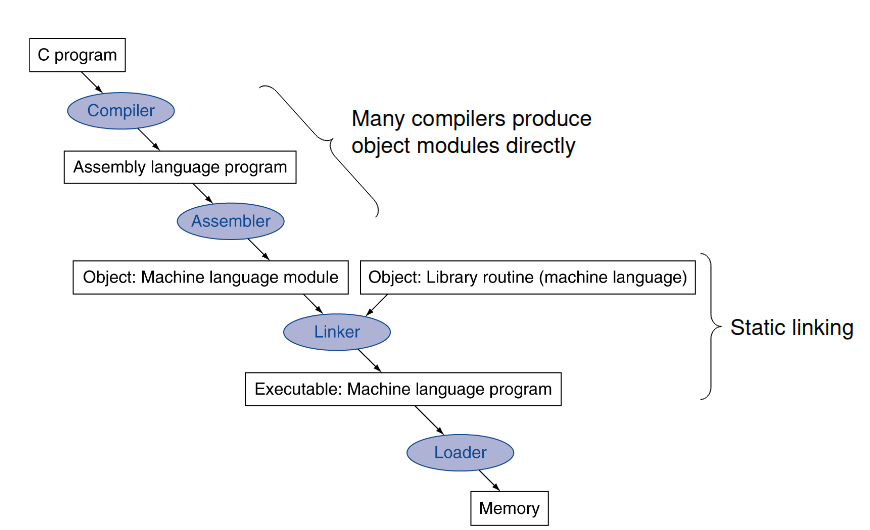 C program
Compiler
Many compilers produce
object modules directly
Assembly language program
Assembler
Object: Machine language module
Object: Library routine (machine language)
Linker
Static linking
Executable: Machine language program
Loader
Memory